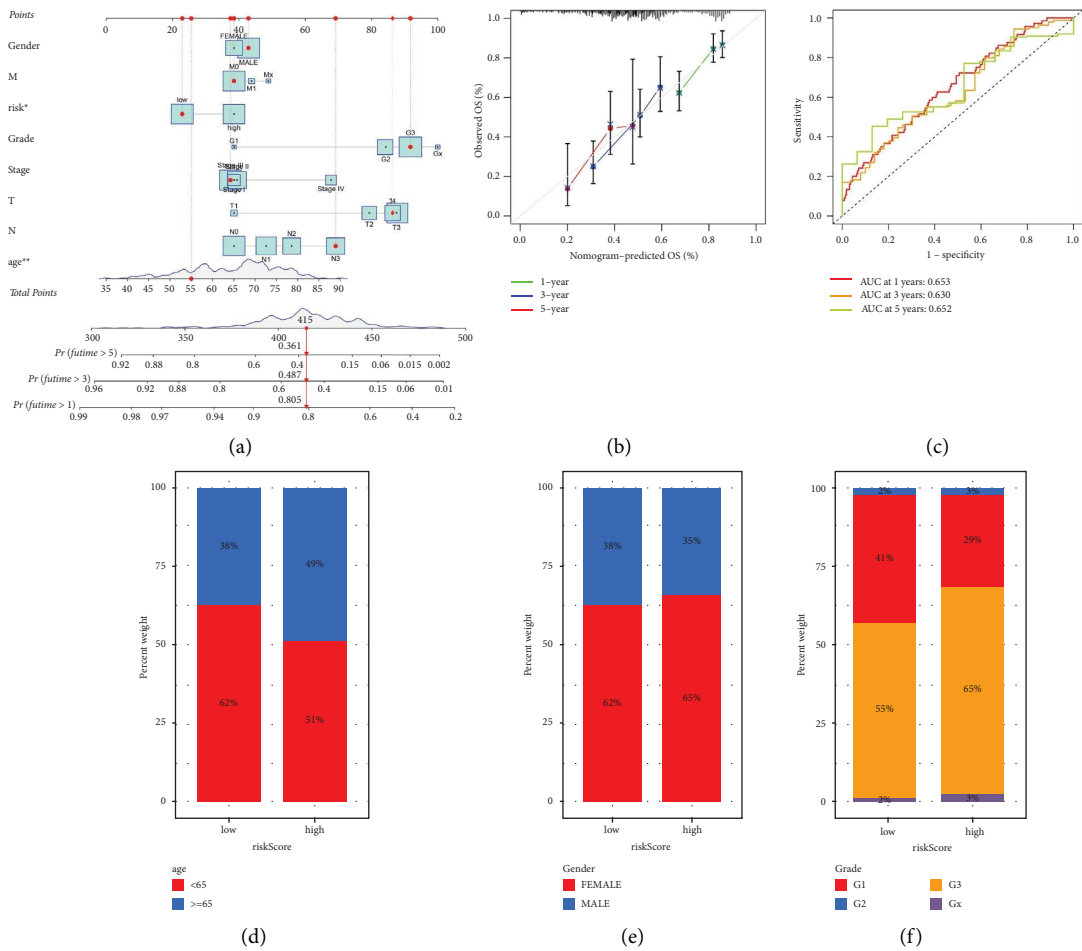 Points
0 20 40 60 80 100
Gender
FEMALE
MALE
M
M0
M1
Mx
risk*
low
high
Grade
G1
G2
G3
Gx
Stage
Stage III
Stage II
Stage I
Stage IV
T
T1
T2
T3
T4
N
N0
N1
N2
N3
age**
35 40 45 50 55 60 65 70 75 80 85 90
Total Points
415
300 350 400 450 500
0.361
Pr (futime > 5)
0.92 0.88 0.8 0.6 0.4 0.15 0.06 0.015 0.002
0.487
Pr (futime > 3)
0.96 0.92 0.88 0.8 0.6 0.4 0.15 0.06 0.01
0.805
Pr (futime > 1)
0.99 0.98 0.97 0.94 0.9 0.8 0.6 0.4 0.2
(a)
Observed OS (%)
1.0
0.8
0.6
0.4
0.2
0.0
0.0 0.2 0.4 0.6 0.8 1.0
Nomogram–predicted OS (%)
1–year
3–year
5–year
(b)
Sensitivity
1.0
0.8
0.6
0.4
0.2
0.0
0.0 0.2 0.4 0.6 0.8 1.0
1 – specificity
AUC at 1 years: 0.653
AUC at 3 years: 0.630
AUC at 5 years: 0.652
(c)
Percent weight
100
75
50
25
0
38%
49%
62%
51%
low high
riskScore
age
<65
>=65
(d)
Percent weight
100
75
50
25
0
38%
35%
62%
65%
low high
riskScore
Gender
FEMALE
MALE
(e)
Percent weight
100
75
50
25
0
2% 3%
41%
29%
55%
65%
2% 3%
low high
riskScore
Grade
G1 G3
G2 Gx
(f)